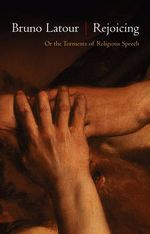 Bruno Latour | Rejoicing
Or the Torments of Religious Speech